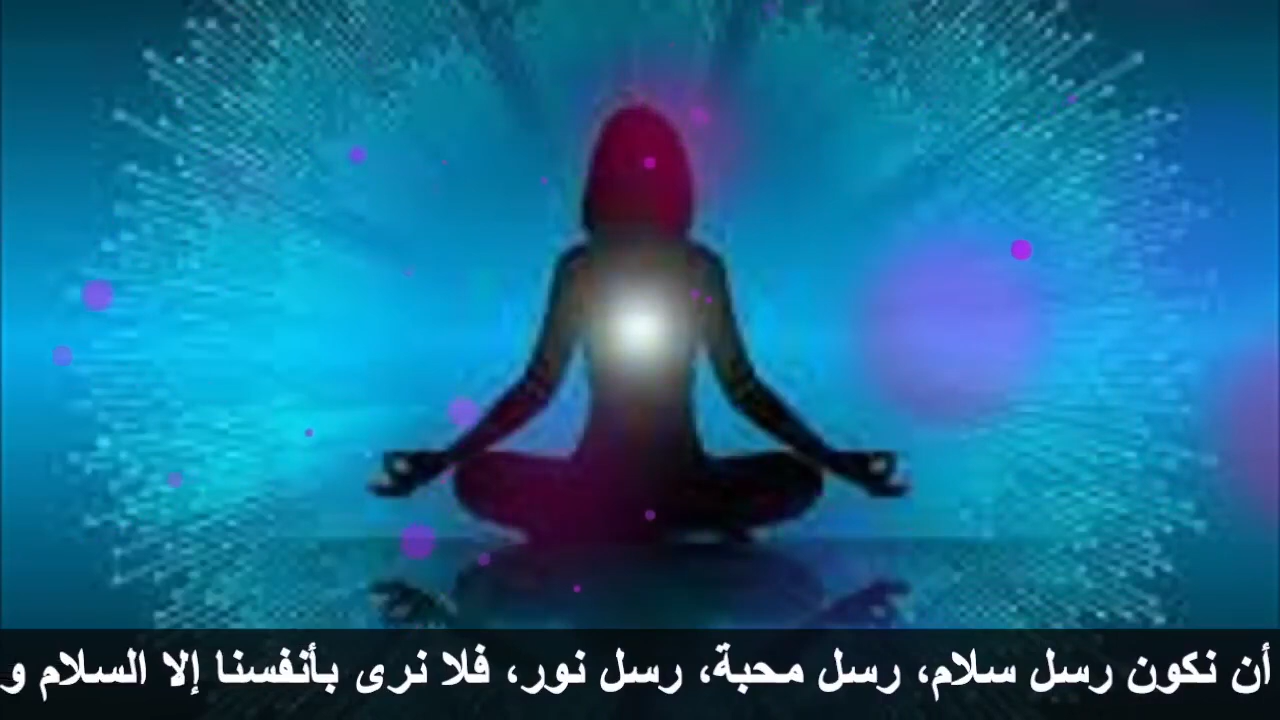 أن نكون رسل سلام، رسل محبة، رسل نور، فلا نرى بأنفسنا إلا السلام و